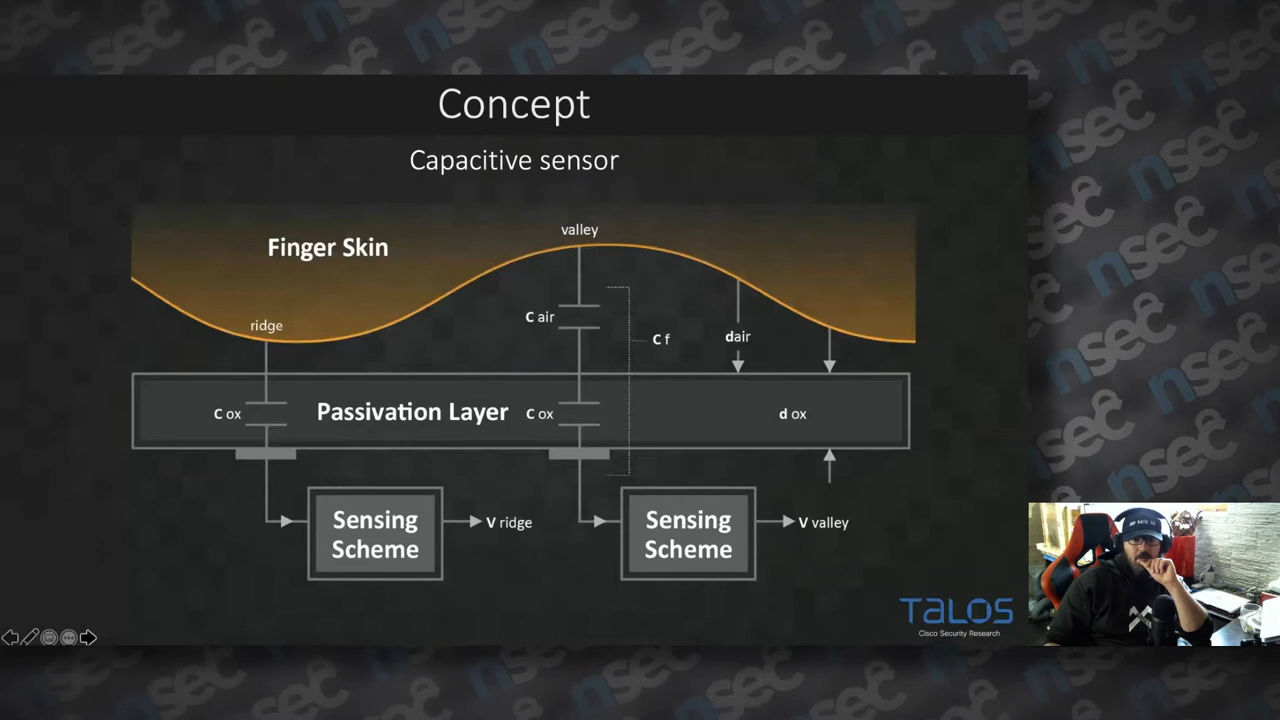 Concept
Capacitive sensor
valley
Finger Skin
ridge
C air
C f
dair
C ox
Passivation Layer
C ox
d ox
Sensing
Scheme
V ridge
Sensing
Scheme
V valley
TALOS
Cisco Security Research
nsec